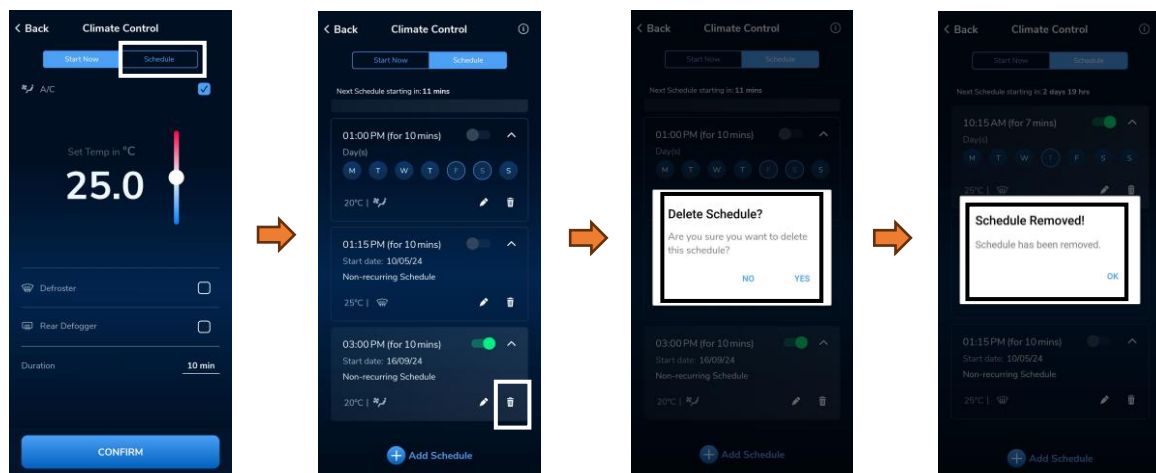 < Back Climate Control
Start Now Schedule
A/C
Set Temp in °C
25.0
Defroster
Rear Defogger
Duration 10 min
CONFIRM
< Back Climate Control
Start Now Schedule
Next Schedule starting in: 11 mins
01:00 PM (for 10 mins)
Day(s)
M T W T F S S
20°C |
01:15 PM (for 10 mins)
Start date: 10/05/24
Non-recurring Schedule
25°C |
03:00 PM (for 10 mins)
Start date: 16/09/24
Non-recurring Schedule
20°C |
Add Schedule
< Back Climate Control
Start Now Schedule
Next Schedule starting in: 11 mins
01:00 PM (for 10 mins)
Day(s)
M T W T F S S
Delete Schedule?
Are you sure you want to delete
this schedule?
NO YES
03:00 PM (for 10 mins)
Start date: 16/09/24
Non-recurring Schedule
20°C |
Add Schedule
< Back Climate Control
Start Now Schedule
Next Schedule starting in: 2 days 19 hrs
10:15 AM (for 7 mins)
Day(s)
M T W T F S S
25°C |
Schedule Removed!
Schedule has been removed.
OK
01:15 PM (for 10 mins)
Start date: 10/05/24
Non-recurring Schedule
25°C |
Add Schedule